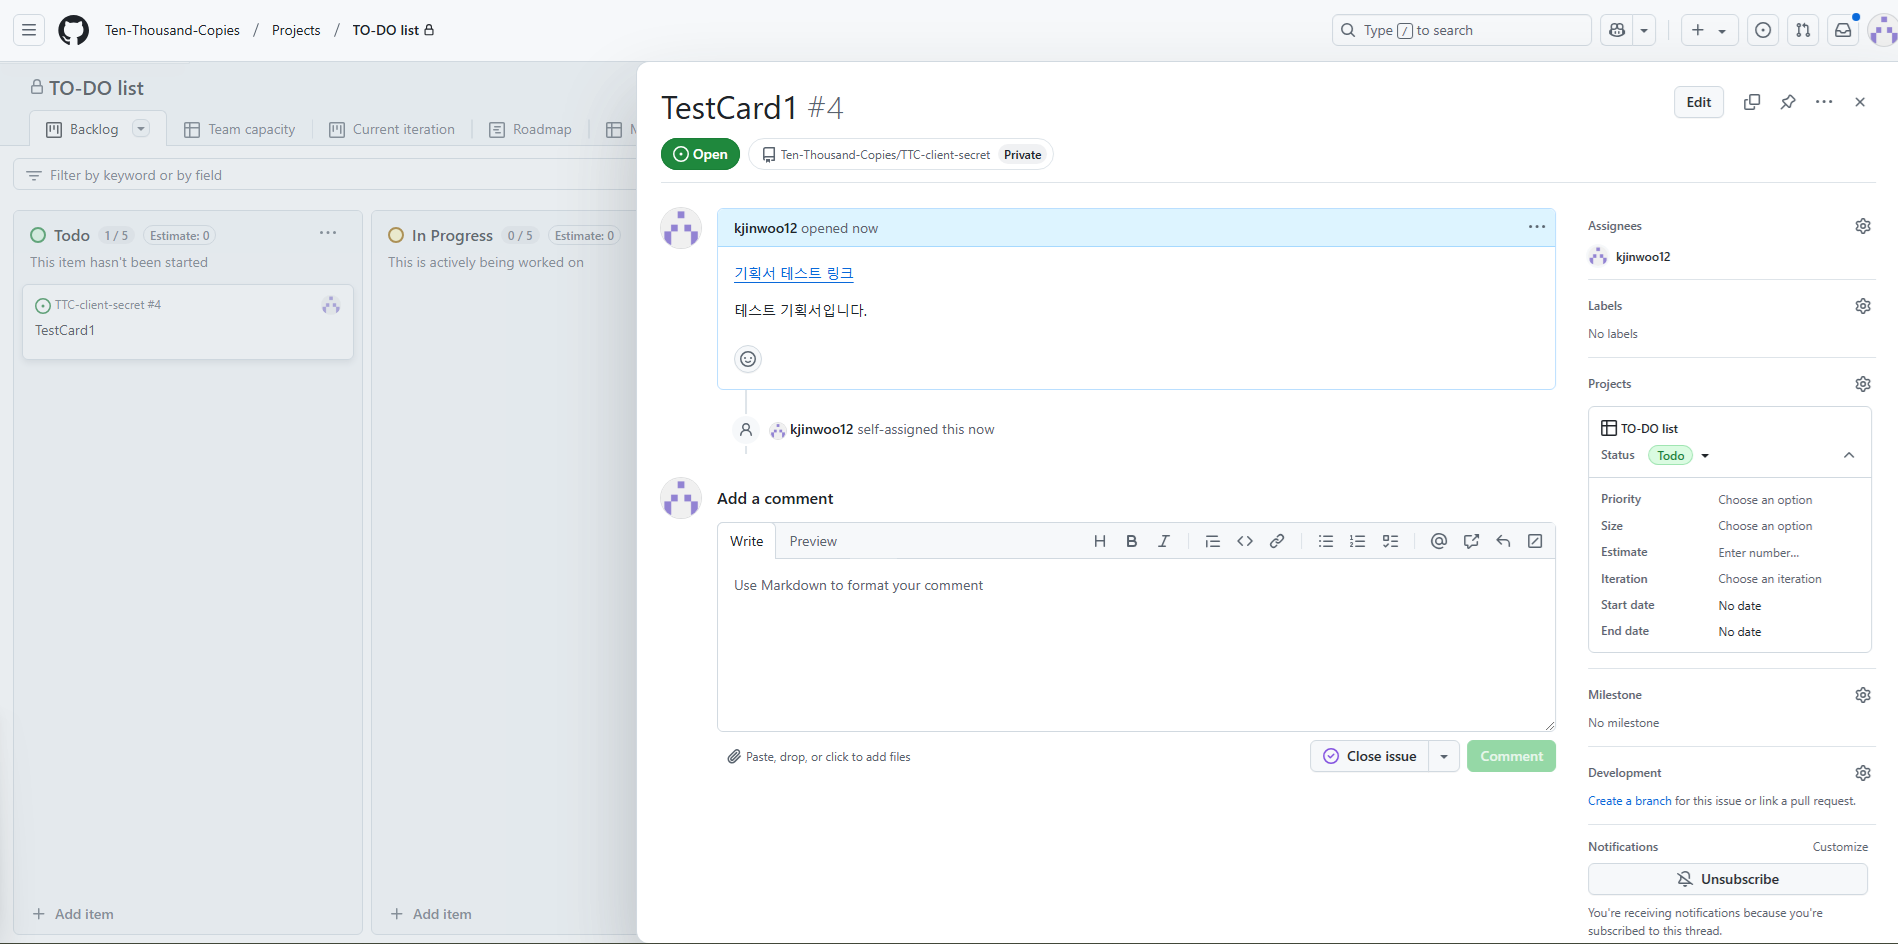 Ten-Thousand-Copies / Projects / TO-DO list
Type / to search
TO-DO list
Backlog
Team capacity
Current iteration
Roadmap
Filter by keyword or by field
Todo 1 / 5 Estimate: 0
This item hasn't been started
TTC-client-secret #4
TestCard1
Add item
In Progress 0 / 5 Estimate: 0
This is actively being worked on
Add item
TestCard1 #4
Edit
Open
Ten-Thousand-Copies/TTC-client-secret Private
kjinwoo12 opened now
기획서 테스트 링크
테스트 기획서입니다.
kjinwoo12 self-assigned this now
Add a comment
Write Preview
Use Markdown to format your comment
Paste, drop, or click to add files
Close issue
Comment
Assignees
kjinwoo12
Labels
No labels
Projects
TO-DO list
Status Todo
Priority Choose an option
Size Choose an option
Estimate Enter number...
Iteration Choose an iteration
Start date No date
End date No date
Milestone
No milestone
Development
Create a branch for this issue or link a pull request.
Notifications Customize
Unsubscribe
You're receiving notifications because you're
subscribed to this thread.